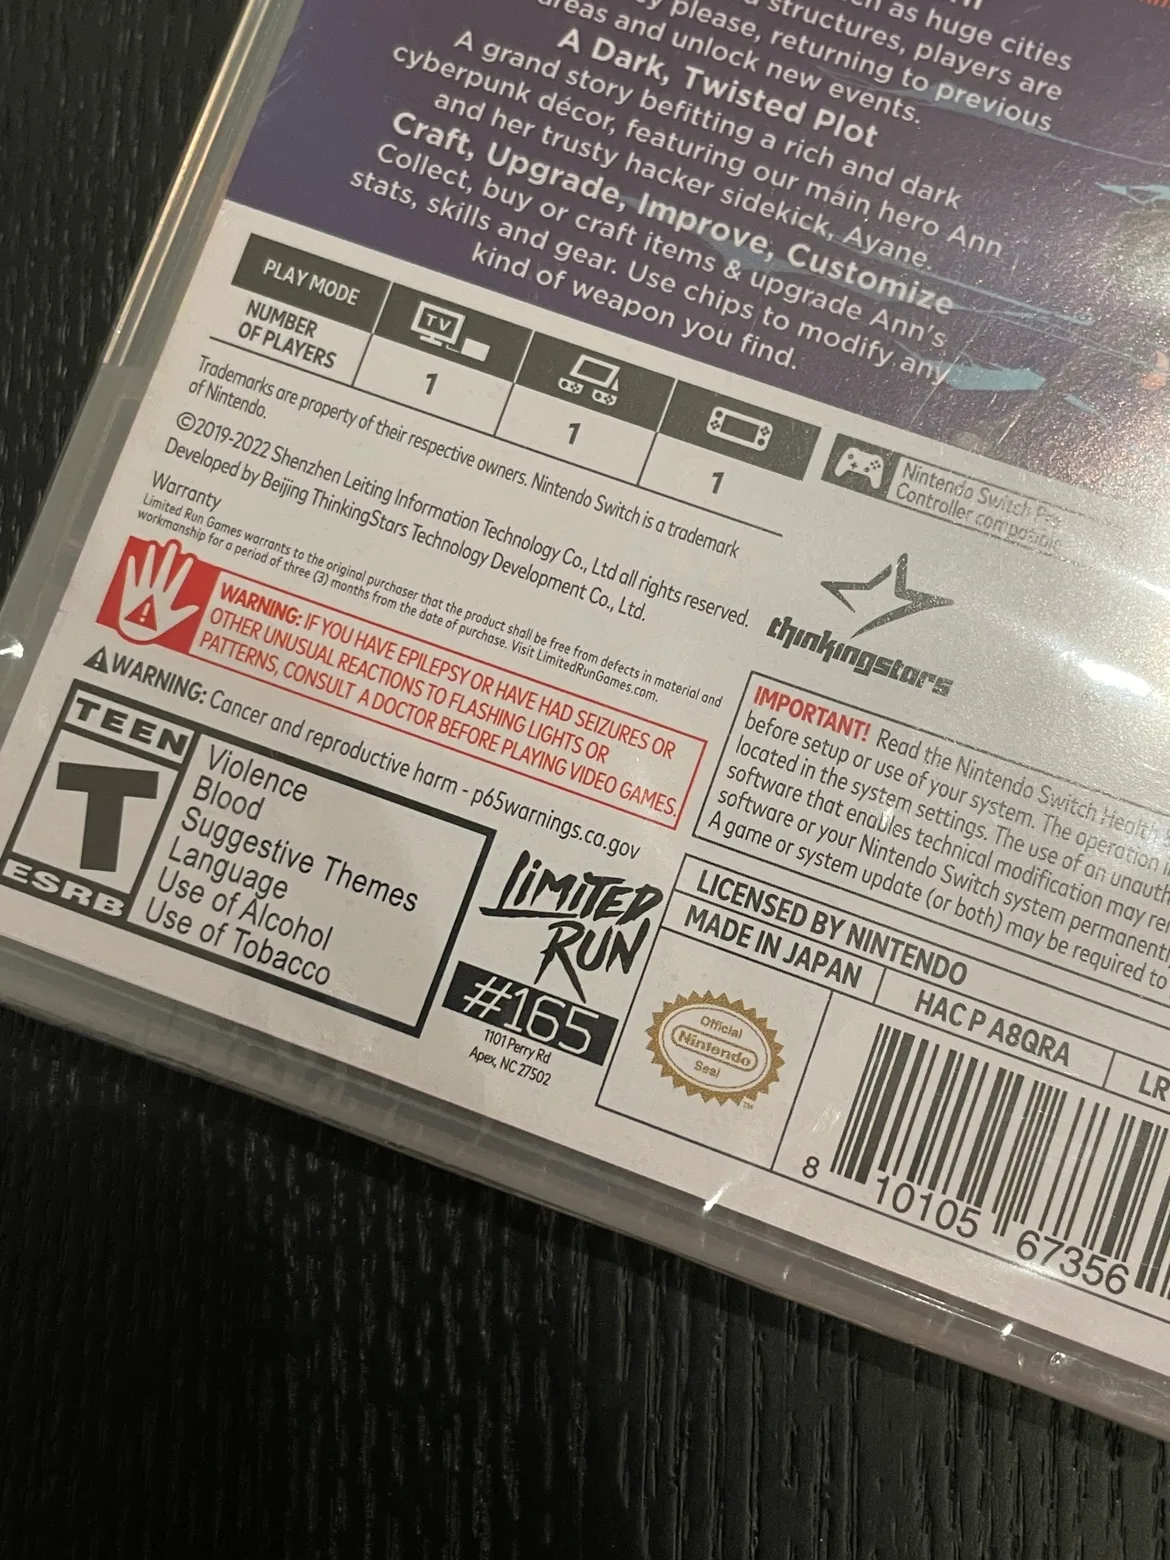 as huge cities
please, returning to previous
structures, players are
areas and unlock new events.
A Dark, Twisted Plot
A grand story befitting a rich and dark
cyberpunk décor, featuring our main hero Ann
and her trusty hacker sidekick, Ayane.
Craft, Upgrade, Improve, Customize
Collect, buy or craft items & upgrade Ann's
stats, skills and gear. Use chips to modify any
kind of weapon you find.
PLAY MODE
TV
NUMBER
OF PLAYERS
1
1
1
Nintendo Switch Pro
Controller compatible
Trademarks are property of their respective owners. Nintendo Switch is a trademark
of Nintendo.
©2019-2022 Shenzhen Leiting Information Technology Co., Ltd all rights reserved.
Developed by Beijing ThinkingStars Technology Development Co., Ltd.
Warranty
Limited Run Games warrants to the original purchaser that the product shall be free from defects in material and
workmanship for a period of three (3) months from the date of purchase. Visit LimitedRunGames.com.
thinkingstars
WARNING: IF YOU HAVE EPILEPSY OR HAVE HAD SEIZURES OR
OTHER UNUSUAL REACTIONS TO FLASHING LIGHTS OR
PATTERNS, CONSULT A DOCTOR BEFORE PLAYING VIDEO GAMES.
WARNING: Cancer and reproductive harm - p65warnings.ca.gov
IMPORTANT! Read the Nintendo Switch Health
before setup or use of your system. The operation
located in the system settings. The use of an
software that enables technical modification may
software or your Nintendo Switch system
A game or system update (or both) may be required to
TEEN
T
ESRB
Violence
Blood
Suggestive Themes
Language
Use of Alcohol
Use of Tobacco
LIMITED
RUN
#165
1101 Perry Rd
Apex, NC 27502
LICENSED BY NINTENDO
MADE IN JAPAN
HAC P A8QRA
LR
Official
Nintendo
Seal
TM
8 10105 67356